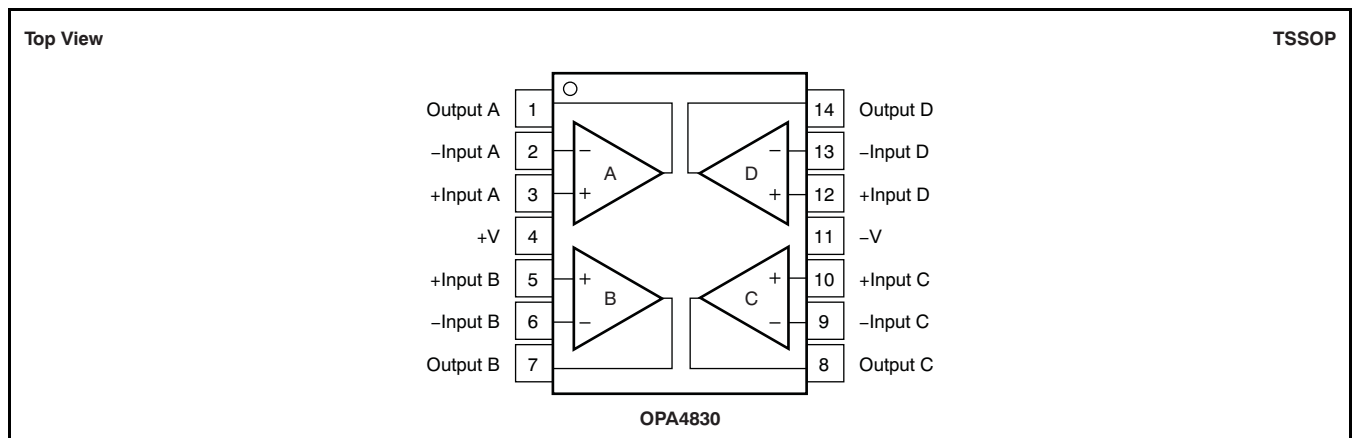 Top View TSSOP
Output A 1 14 Output D
−Input A 2 − − 13 −Input D
A D
+Input A 3 + + 12 +Input D
+V 4 11 −V
+Input B 5 + + 10 +Input C
B C
−Input B 6 − − 9 −Input C
Output B 7 8 Output C
OPA4830